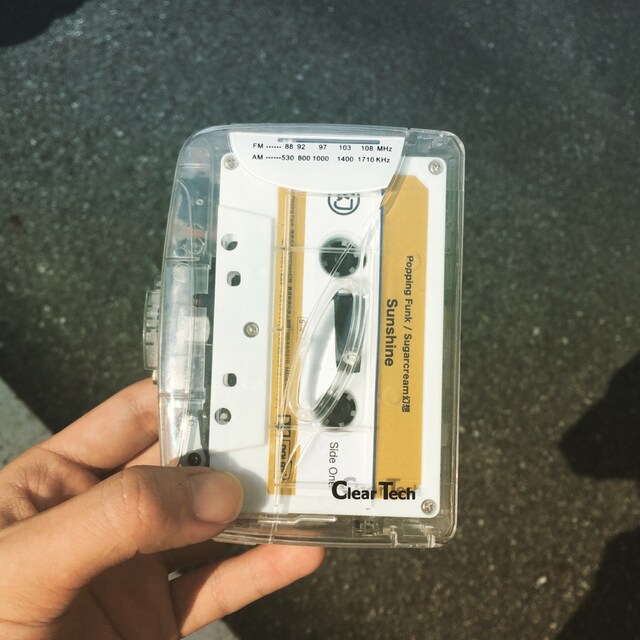 FM ------ 88 92 97 103 108 MHz
AM ------530 800 1000 1400 1710 KHz
Popping Funk / Sugarcream幻想
Sunshine
Side One
Clear Tech